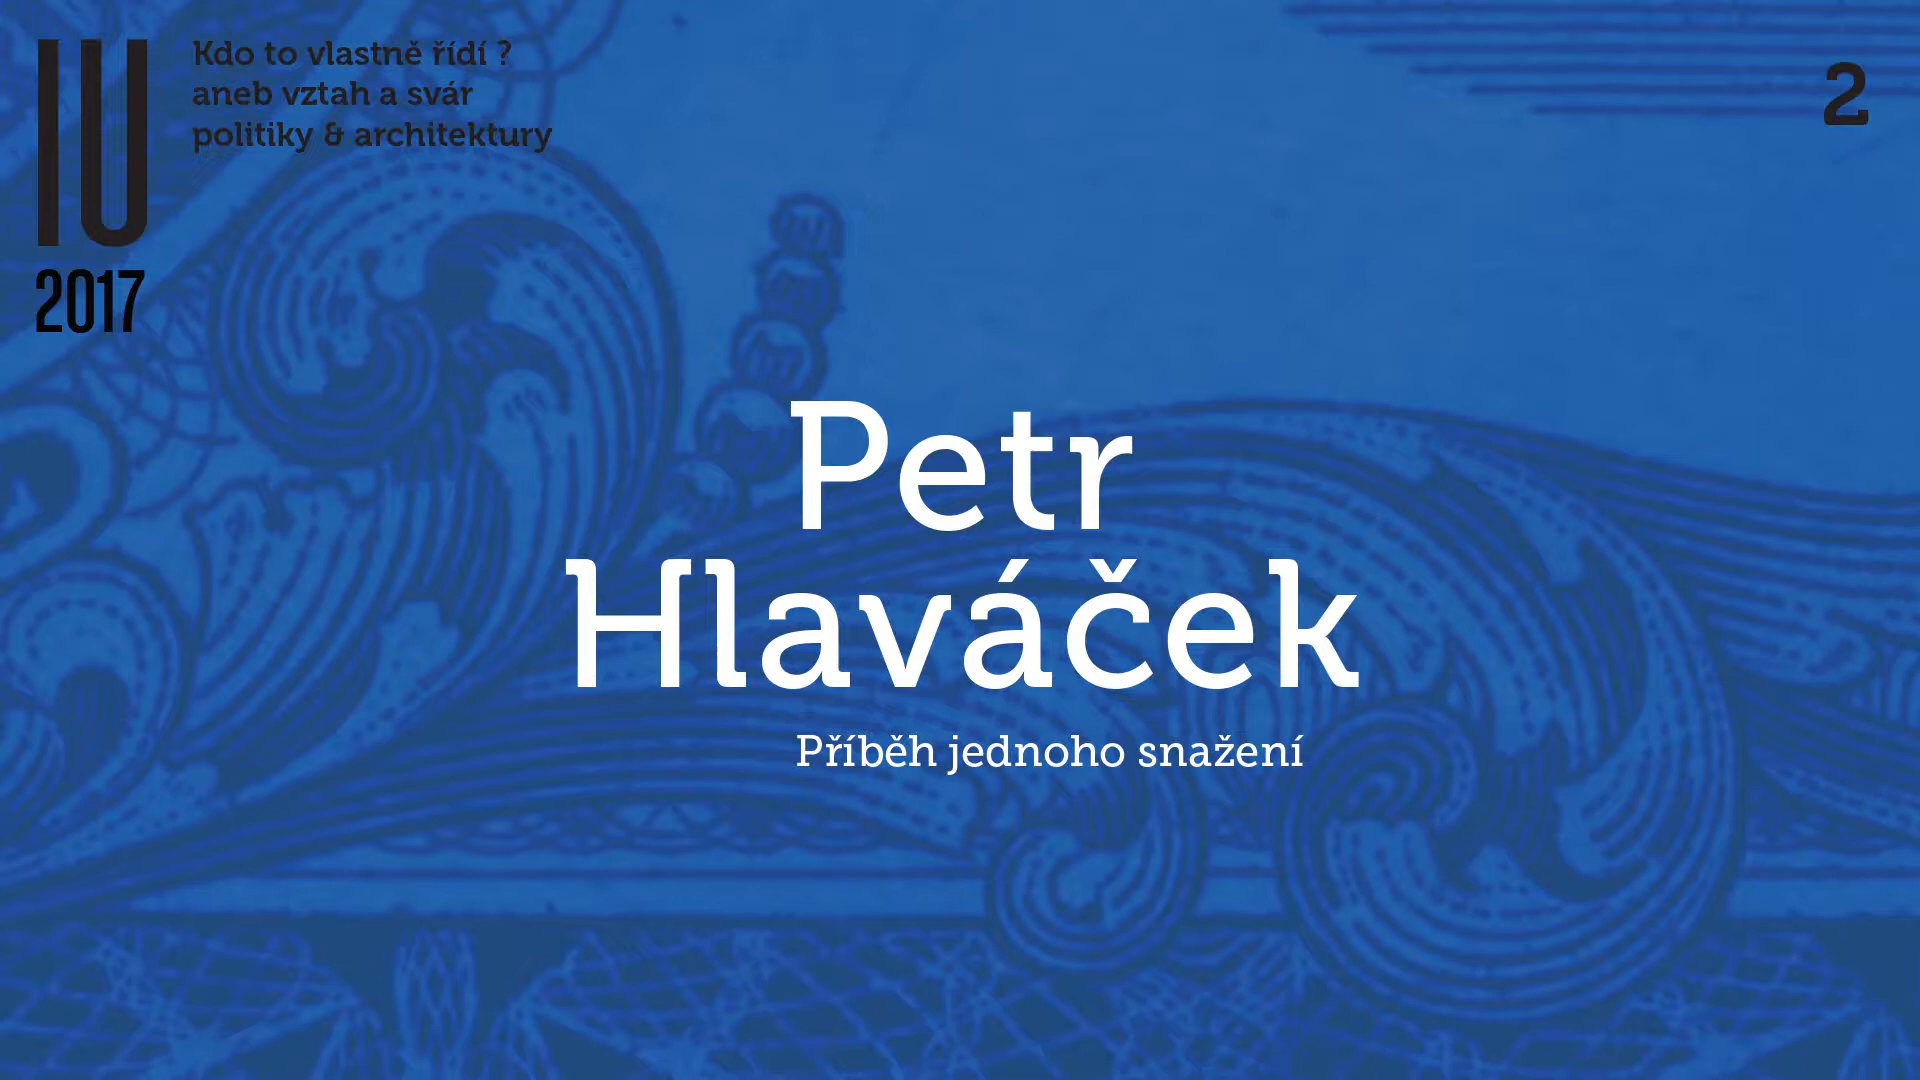 IU
2017
Kdo to vlastně řídí ?
aneb vztah a svár
politiky & architektury
2
Petr
Hlaváček
Příběh jednoho snažení